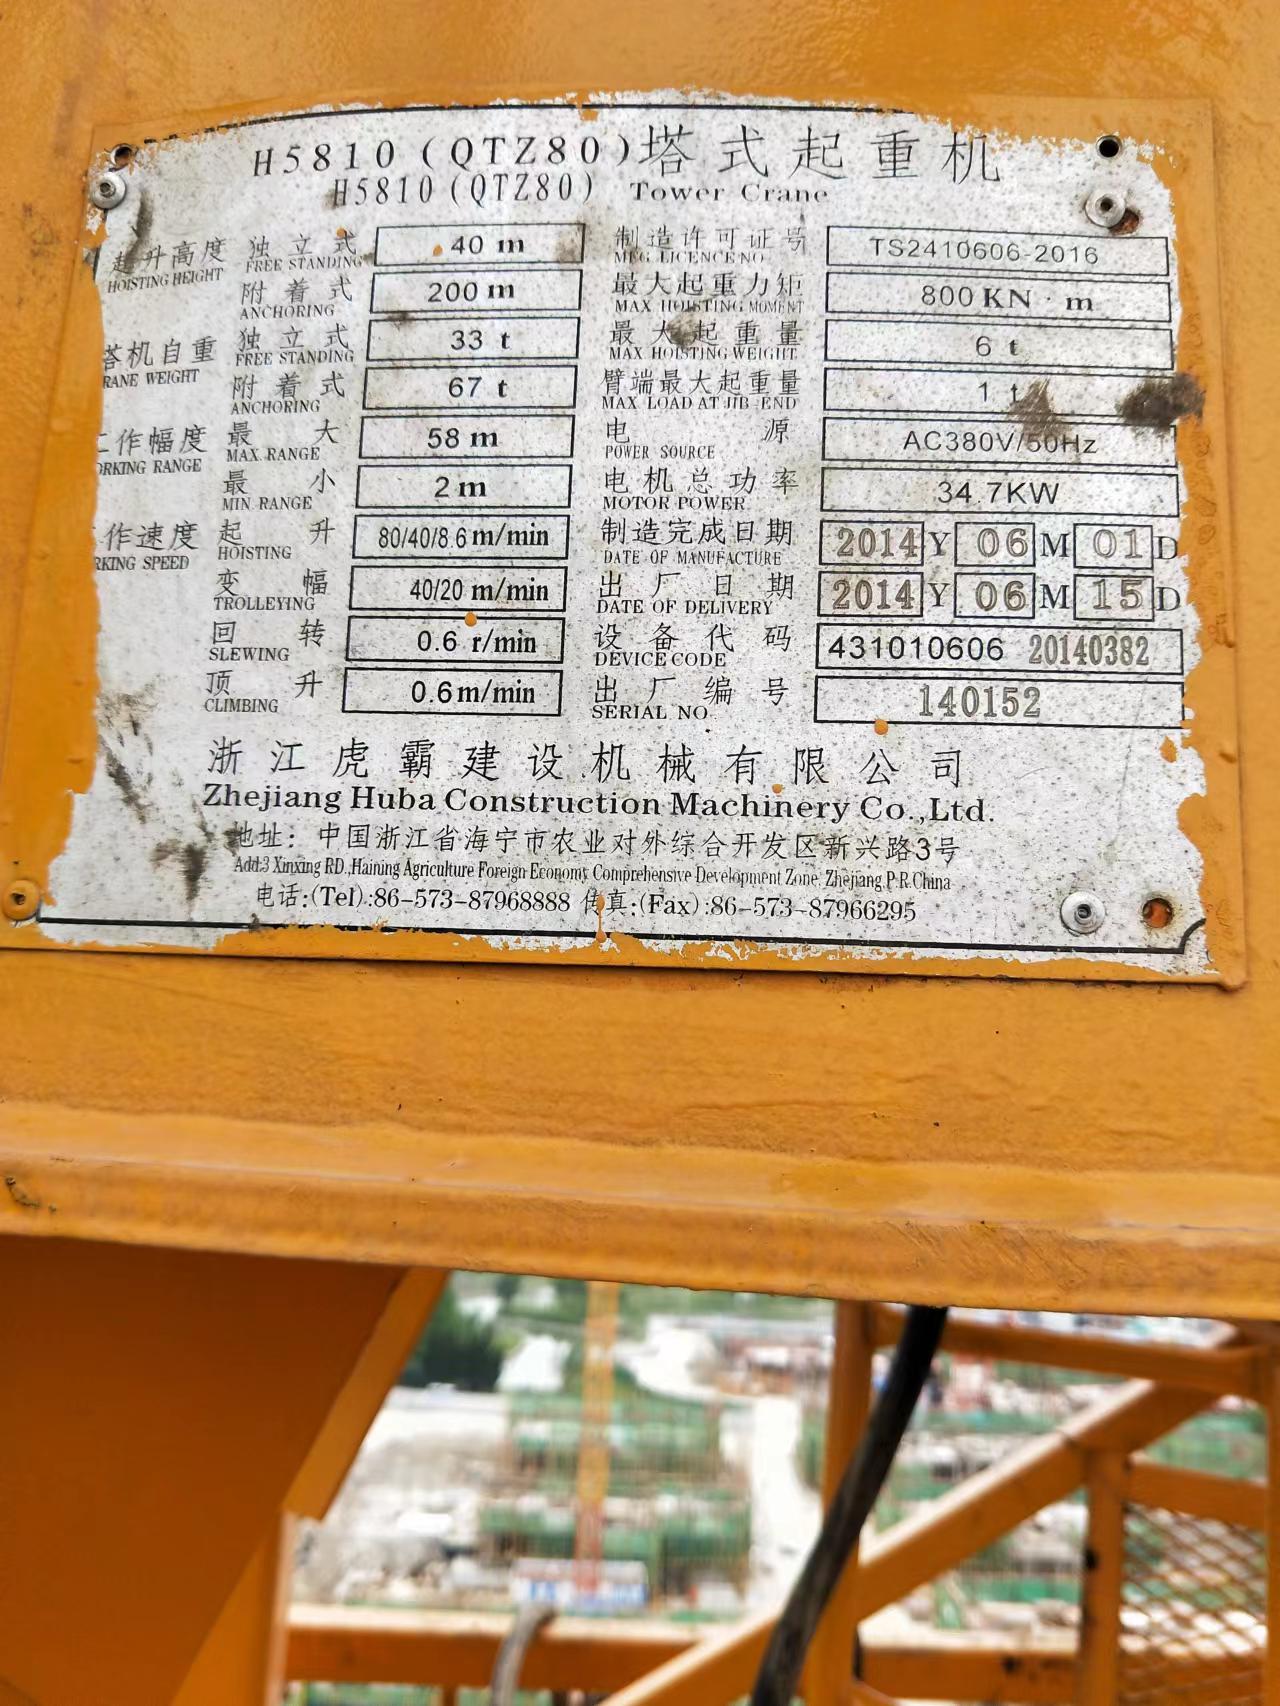 H5810(QTZ80)塔式起重机
H5810(QTZ80) Tower Crane
起升高度 独立式 40 m
HOISTING HEIGHT FREE STANDING
附着式 200 m
ANCHORING
塔机自重 独立式 33 t
RANE WEIGHT FREE STANDING
附着式 67 t
ANCHORING
工作幅度 最大 58 m
ORKING RANGE MAX.RANGE
最小 2 m
MIN.RANGE
作速度 起升 80/40/8.6 m/min
RKING SPEED HOISTING
变幅 40/20 m/min
TROLLEYING
回转 0.6 r/min
SLEWING
顶升 0.6 m/min
CLIMBING
制造许可证号 TS2410606-2016
MFG.LICENCE NO
最大起重力矩 800 KN·m
MAX HOISTING MOMENT
最大起重量 6 t
MAX HOISTING WEIGHT
臂端最大起重量 1 t
MAX LOAD AT JIB-END
电源 AC380V/50Hz
POWER SOURCE
电机总功率 34.7KW
MOTOR POWER
制造完成日期 2014 Y 06 M 01 D
DATE OF MANUFACTURE
出厂日期 2014 Y 06 M 15 D
DATE OF DELIVERY
设备代码 431010606 20140382
DEVICE CODE
出厂编号 140152
SERIAL NO.
浙江虎霸建设机械有限公司
Zhejiang Huba Construction Machinery Co.,Ltd.
地址：中国浙江省海宁市农业对外综合开发区新兴路3号
Add:3 Xinxing RD.,Haining Agriculture Foreign Economy Comprehensive Development Zone, Zhejiang,P.R.China
电话:(Tel):86-573-87968888 传真:(Fax):86-573-87966295